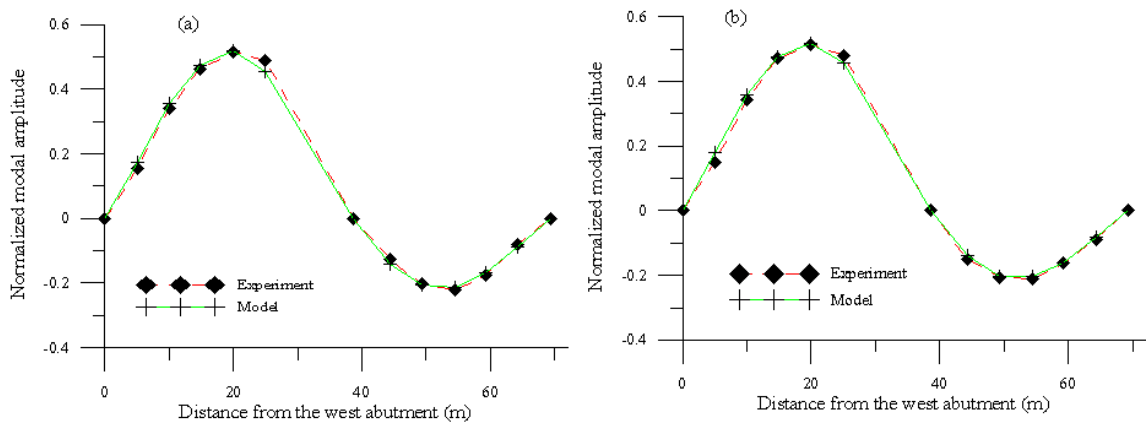 (a)
0.6
0.4
0.2
0
-0.2
-0.4
Normalized modal amplitude
Experiment
Model
0
20
40
60
Distance from the west abutment (m)
(b)
0.6
0.4
0.2
0
-0.2
-0.4
Normalized modal amplitude
Experiment
Model
0
20
40
60
Distance from the west abutment (m)